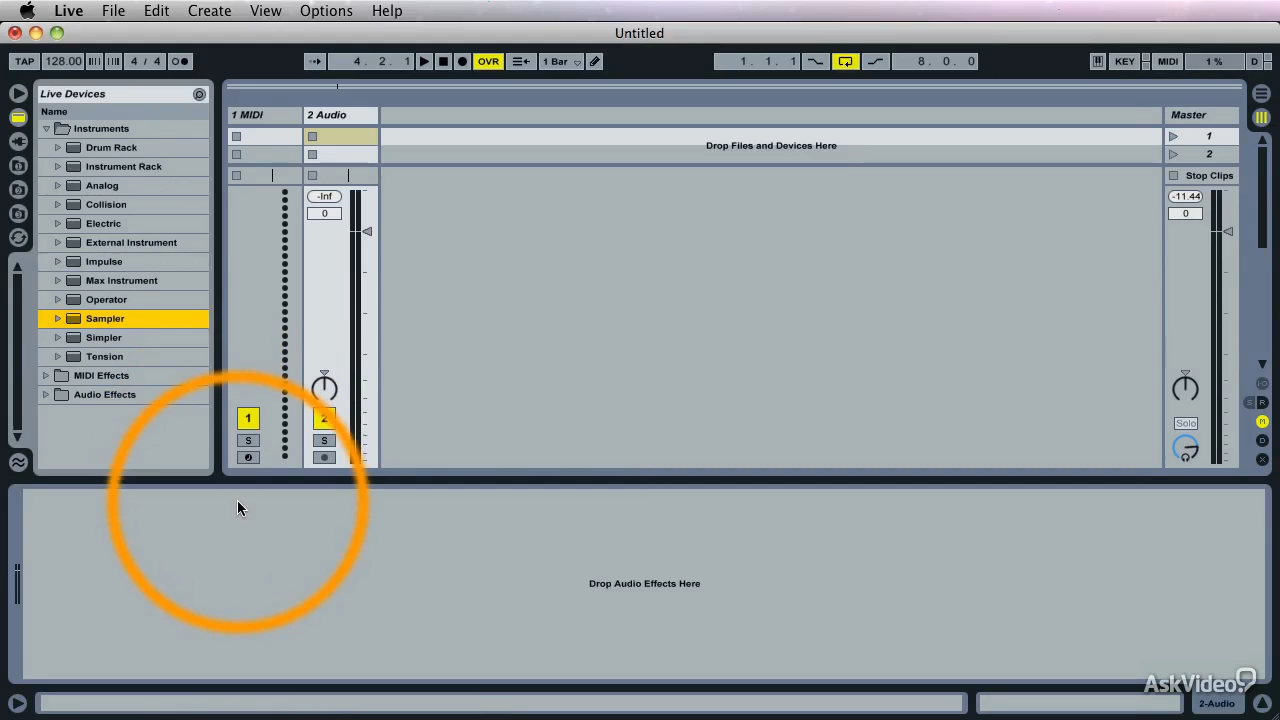 Live File Edit Create View Options Help
Untitled
TAP 128.00 4 / 4 4. 2. 1 OVR 1 Bar 1. 1. 1 8. 0. 0 KEY MIDI 1 % D
Live Devices
Name
Instruments
Drum Rack
Instrument Rack
Analog
Collision
Electric
External Instrument
Impulse
Max Instrument
Operator
Sampler
Simpler
Tension
MIDI Effects
Audio Effects
1 MIDI 2 Audio Master
1
Drop Files and Devices Here
2
Stop Clips
-Inf -11.44
0 0
1 2 Solo
S S
S R
M
D
X
Drop Audio Effects Here
AskVideo
2-Audio